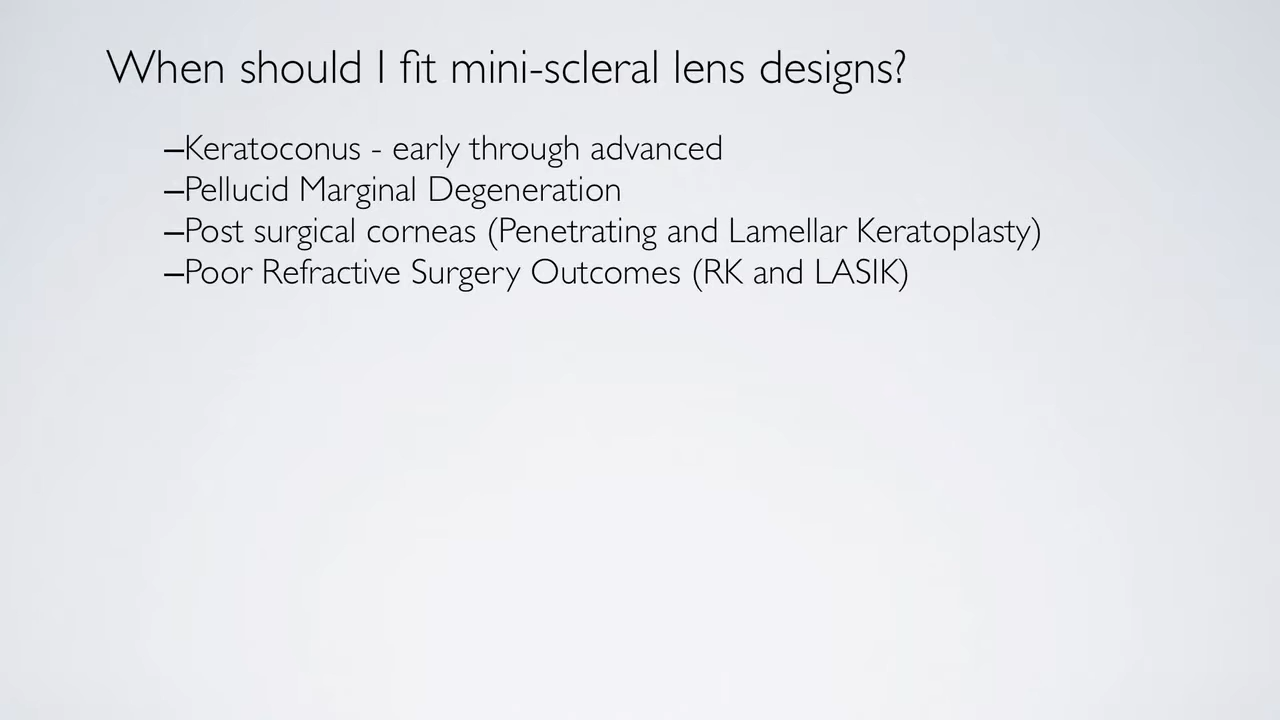 When should I fit mini-scleral lens designs?
–Keratoconus - early through advanced
–Pellucid Marginal Degeneration
–Post surgical corneas (Penetrating and Lamellar Keratoplasty)
–Poor Refractive Surgery Outcomes (RK and LASIK)